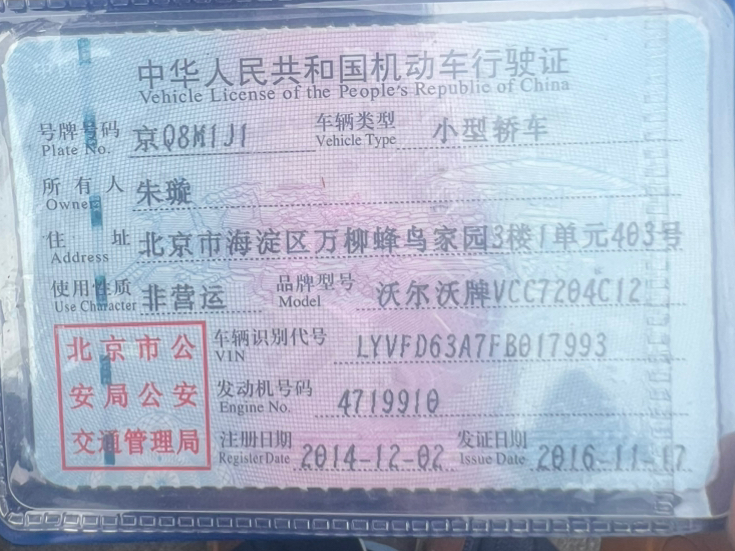 中华人民共和国机动车行驶证
Vehicle License of the People's Republic of China
号牌号码 京Q8M1J1 车辆类型 小型轿车
Plate No. Vehicle Type
所有人 朱璇
Owner
住址 北京市海淀区万柳蜂鸟家园3楼1单元403号
Address
使用性质 非营运 品牌型号 沃尔沃牌VCC7204C12
Use Character Model
北京市公安局公安交通管理局
车辆识别代号 LYVFD63A7FB017993
VIN
发动机号码 4719910
Engine No.
注册日期 2014-12-02 发证日期 2016-11-17
Register Date Issue Date